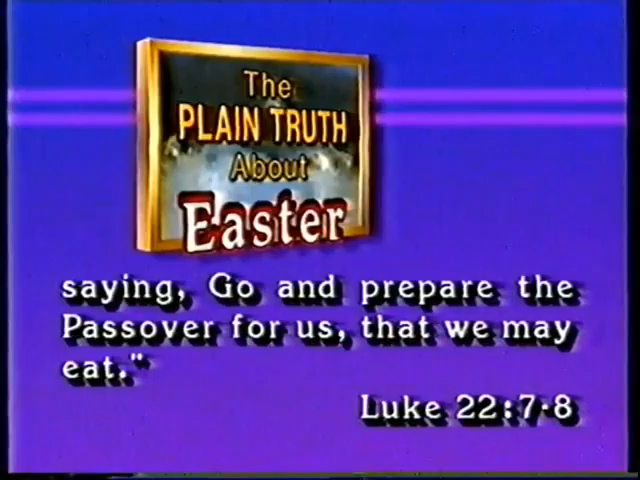 The
PLAIN TRUTH
About
Easter
saying, Go and prepare the
Passover for us, that we may
eat."
Luke 22:7-8